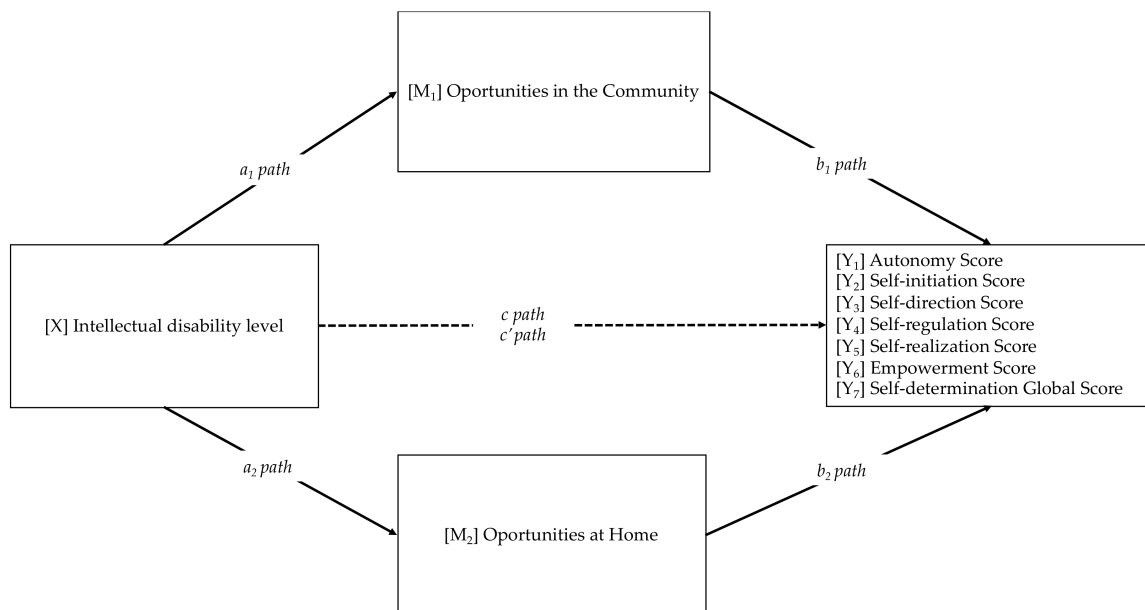 [M₁] Oportunities in the Community
a₁ path
b₁ path
[X] Intellectual disability level
c path
c’ path
[Y₁] Autonomy Score
[Y₂] Self-initiation Score
[Y₃] Self-direction Score
[Y₄] Self-regulation Score
[Y₅] Self-realization Score
[Y₆] Empowerment Score
[Y₇] Self-determination Global Score
a₂ path
b₂ path
[M₂] Oportunities at Home